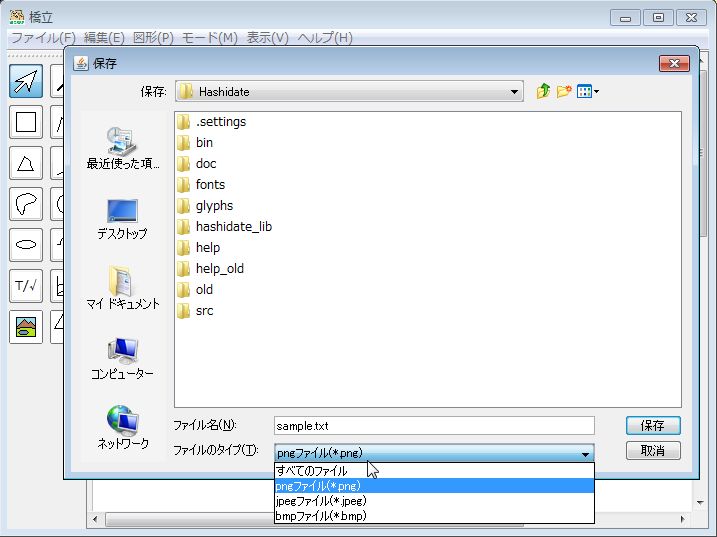 橋立
ファイル(F) 編集(E) 図形(P) モード(M) 表示(V) ヘルプ(H)
保存
保存: Hashidate
.settings
bin
doc
fonts
glyphs
hashidate_lib
help
help_old
old
src
最近使った項...
デスクトップ
マイ ドキュメント
コンピューター
ネットワーク
T/√
ファイル名(N): sample.txt 保存
ファイルのタイプ(T): pngファイル(*png) 取消
すべてのファイル
pngファイル(*png)
jpegファイル(*.jpeg)
bmpファイル(*.bmp)